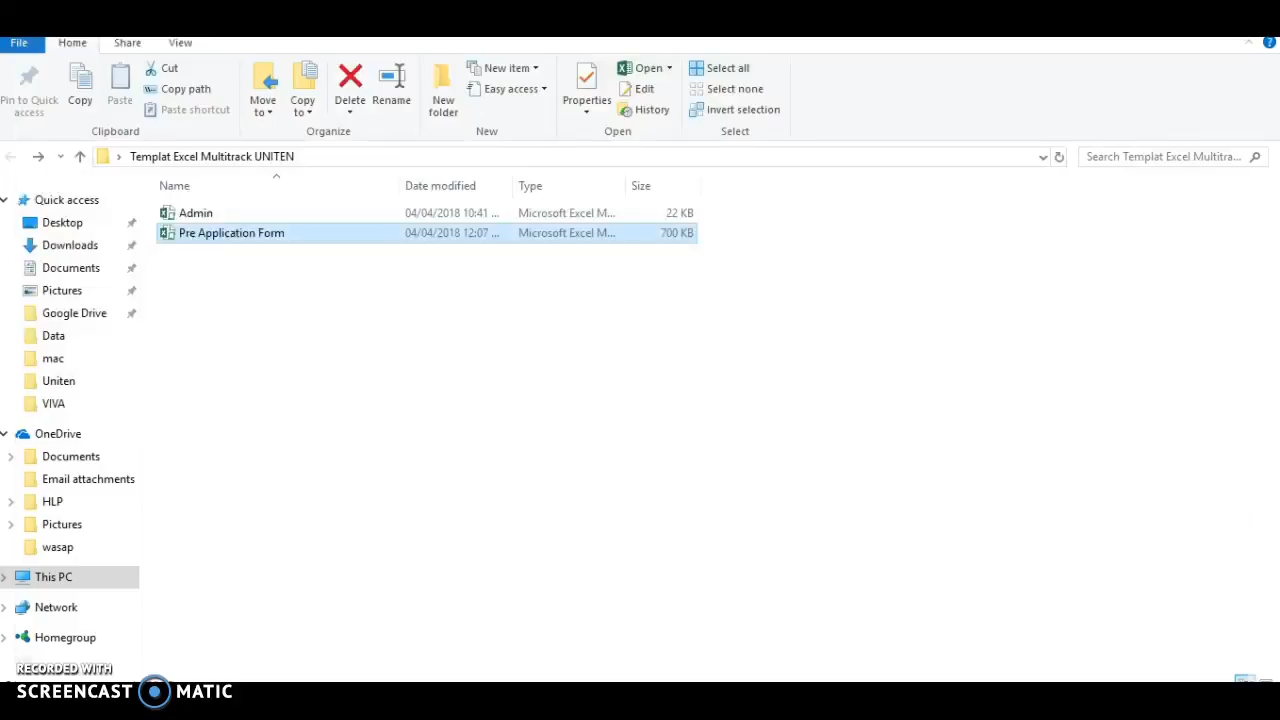 File Home Share View
Pin to Quick access
Copy
Paste
Cut
Copy path
Paste shortcut
Clipboard
Move to
Copy to
Delete
Rename
Organize
New folder
New item
Easy access
New
Properties
Open
Edit
History
Open
Select all
Select none
Invert selection
Select
Templat Excel Multitrack UNITEN
Search Templat Excel Multitra...
Name Date modified Type Size
Admin 04/04/2018 10:41 ... Microsoft Excel M... 22 KB
Pre Application Form 04/04/2018 12:07 ... Microsoft Excel M... 700 KB
Quick access
Desktop
Downloads
Documents
Pictures
Google Drive
Data
mac
Uniten
VIVA
OneDrive
Documents
Email attachments
HLP
Pictures
wasap
This PC
Network
Homegroup
RECORDED WITH
SCREENCAST MATIC